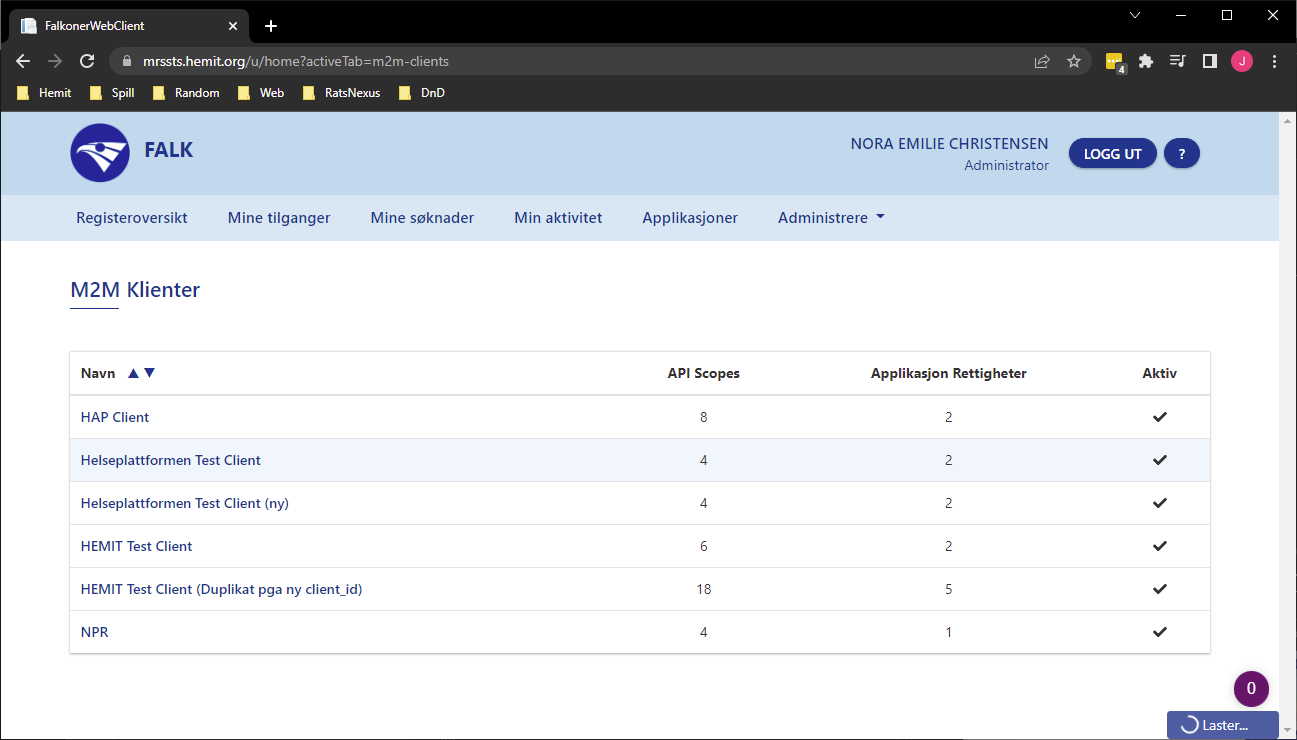 FalkonerWebClient
mrssts.hemit.org/u/home?activeTab=m2m-clients
4
J
Hemit Spill Random Web RatsNexus DnD
FALK
NORA EMILIE CHRISTENSEN
Administrator
LOGG UT
?
Registeroversikt Mine tilganger Mine søknader Min aktivitet Applikasjoner Administrere
M2M Klienter
Navn API Scopes Applikasjon Rettigheter Aktiv
HAP Client 8 2
Helseplattformen Test Client 4 2
Helseplattformen Test Client (ny) 4 2
HEMIT Test Client 6 2
HEMIT Test Client (Duplikat pga ny client_id) 18 5
NPR 4 1
0
Laster...